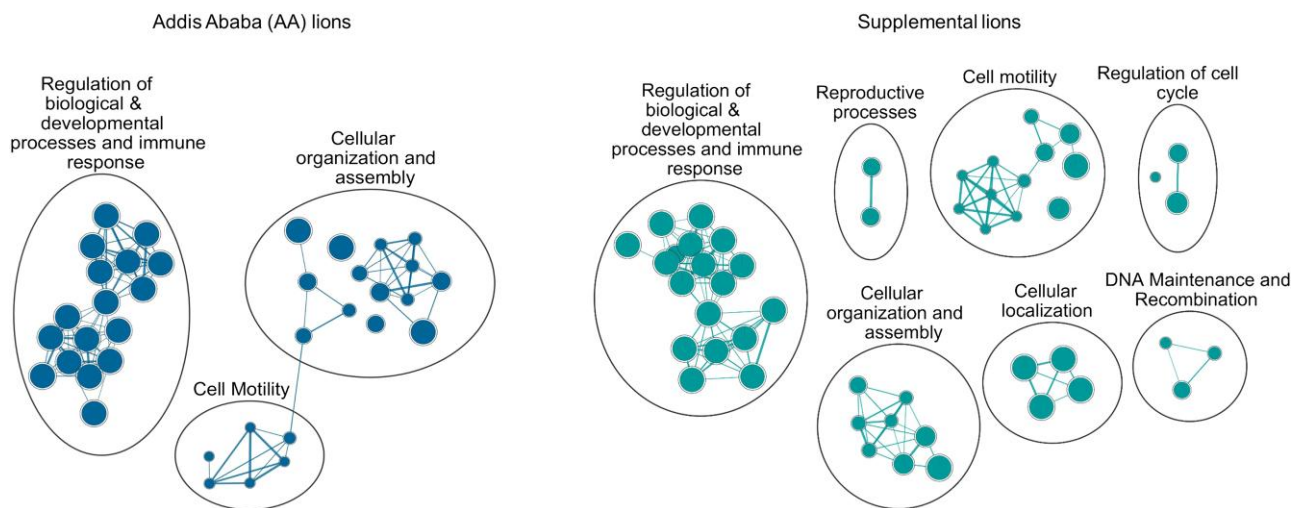 Addis Ababa (AA) lions
Regulation of
biological &
developmental
processes and immune
response
Cellular
organization and
assembly
Cell Motility
Supplemental lions
Regulation of
biological &
developmental
processes and immune
response
Reproductive
processes
Cell motility
Regulation of cell
cycle
Cellular
organization and
assembly
Cellular
localization
DNA Maintenance and
Recombination